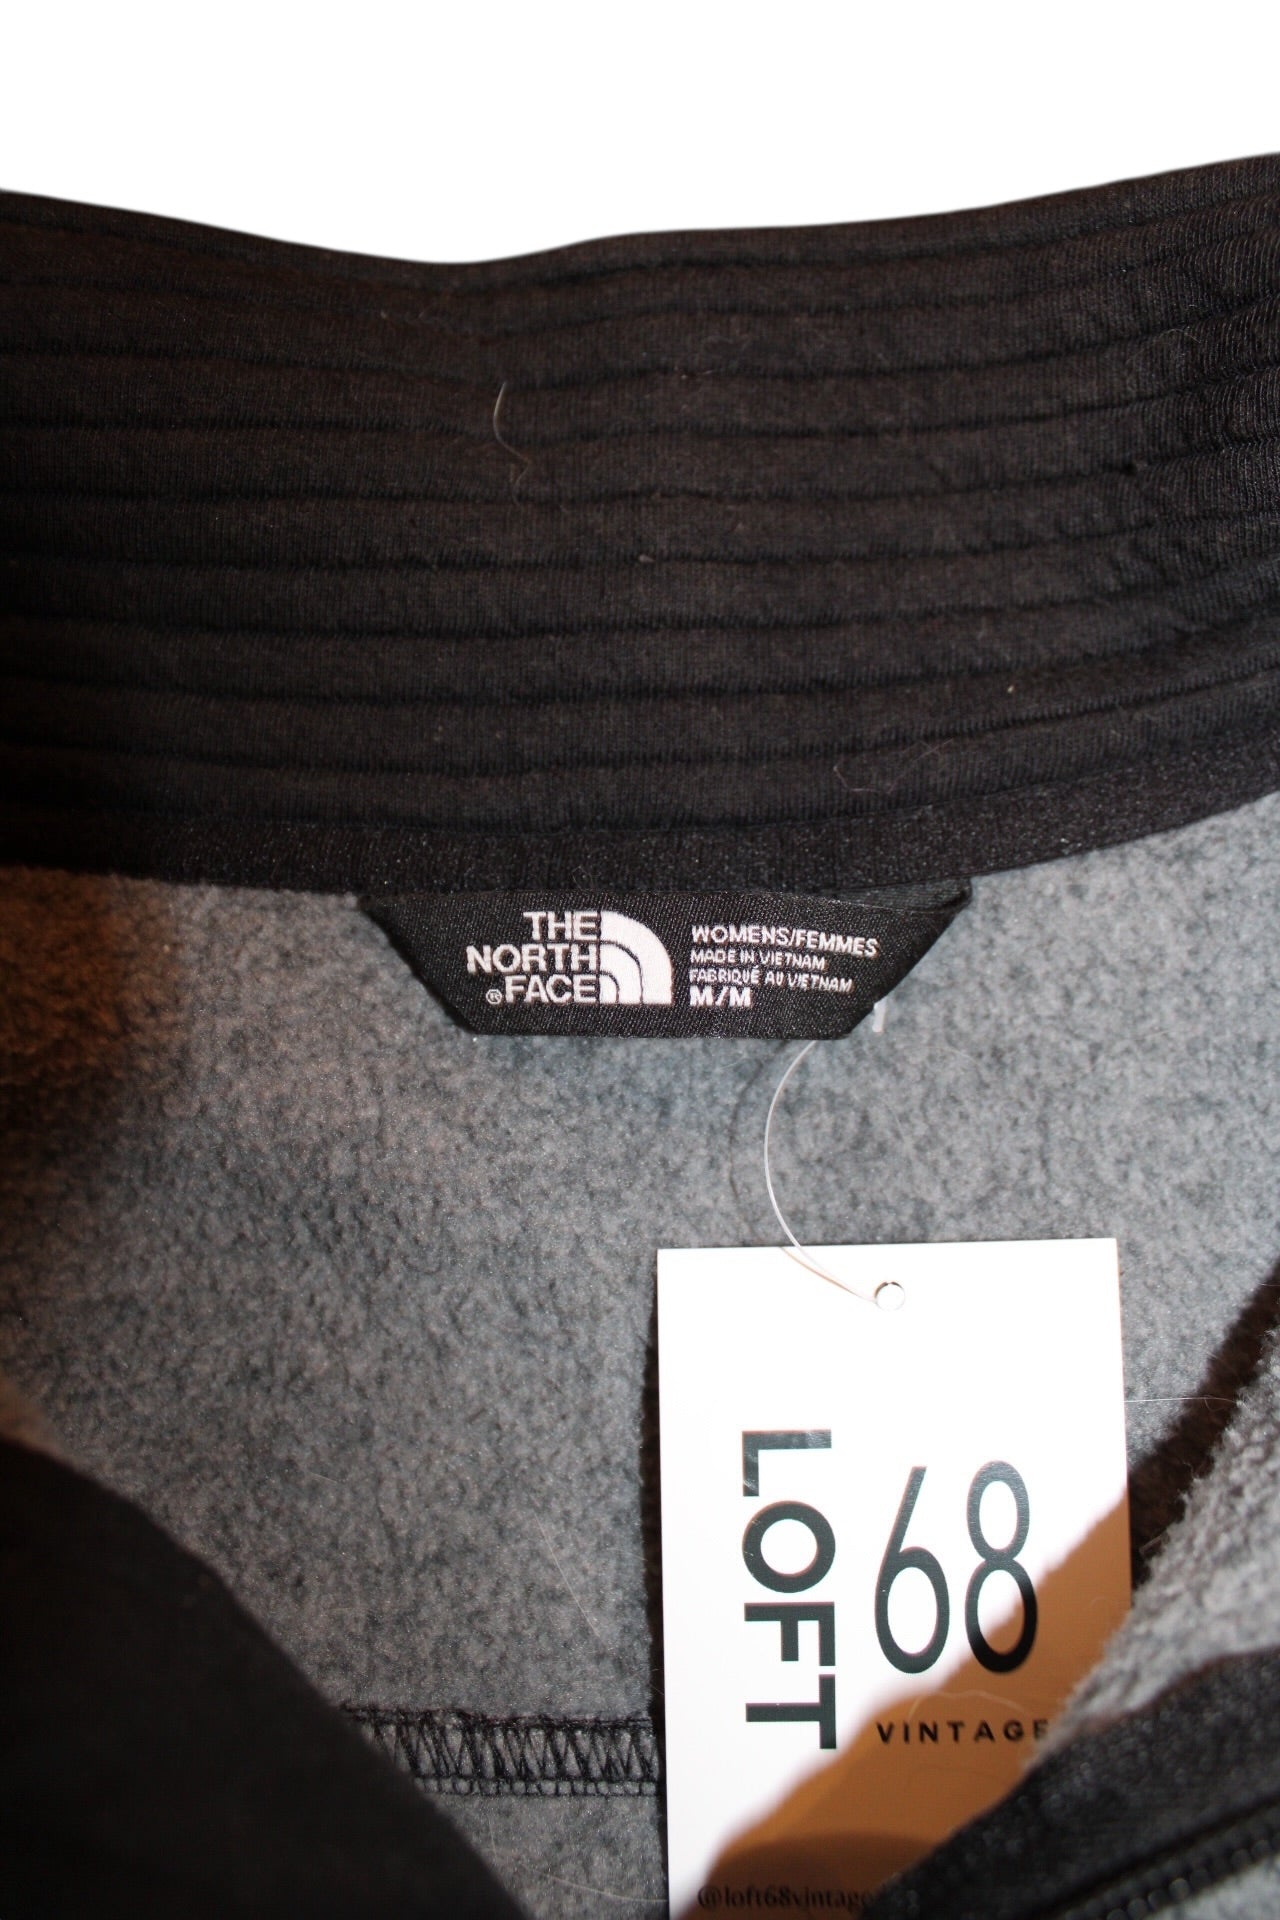 THE
NORTH
®FACE
WOMENS/FEMMES
MADE IN VIETNAM
FABRIQUÉ AU VIETNAM
M/M
LOFT
68
VINTAGE
@loft68vintage